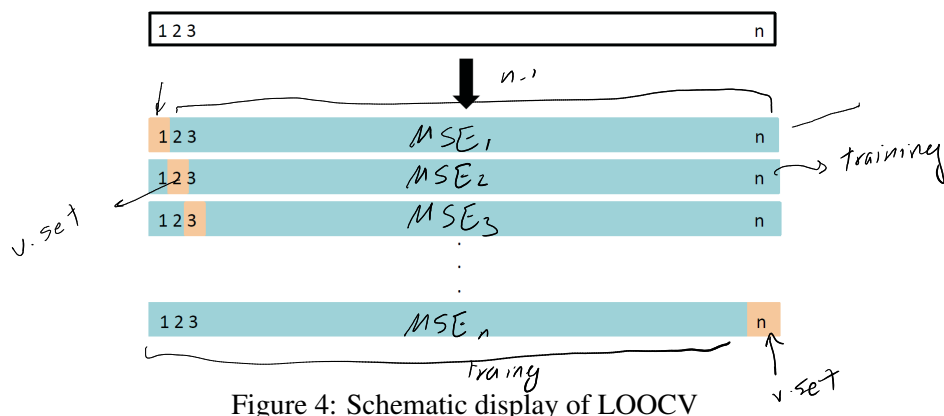 1 2 3 n
n-1
1 2 3 MSE₁ n
1 2 3 MSE₂ n training
v. set
1 2 3 MSE₃ n
.
.
.
1 2 3 MSEₙ n
traing
v. set
Figure 4: Schematic display of LOOCV